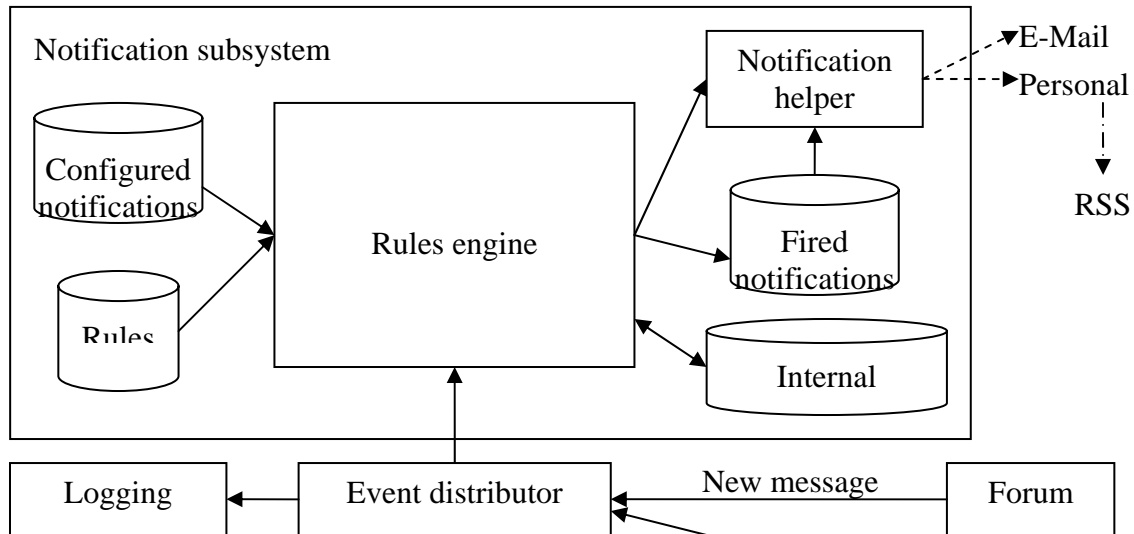 Notification subsystem
Notification
helper
E-Mail
Personal
RSS
Configured
notifications
Rules engine
Fired
notifications
Rules
Internal
Logging
Event distributor
New message
Forum